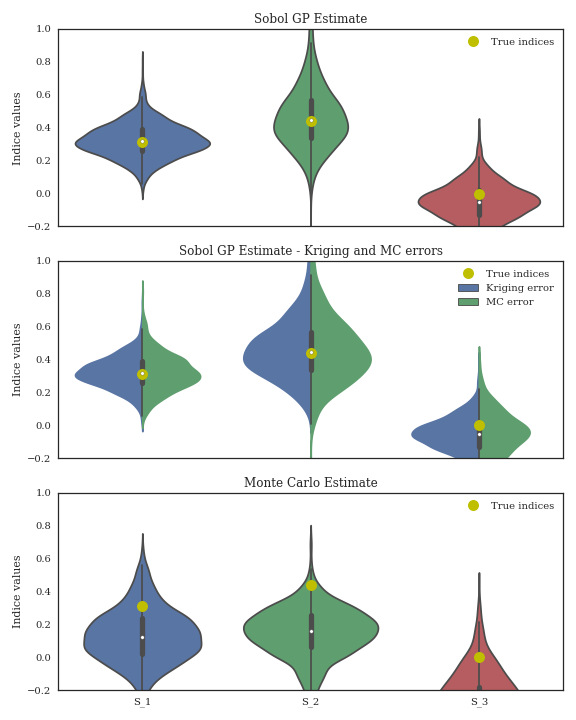 Sobol GP Estimate
1.0
True indices
0.8
0.6
Indice values
0.4
0.2
0.0
−0.2
Sobol GP Estimate - Kriging and MC errors
1.0
True indices
Kriging error
MC error
0.8
0.6
Indice values
0.4
0.2
0.0
−0.2
Monte Carlo Estimate
1.0
True indices
0.8
0.6
Indice values
0.4
0.2
0.0
−0.2
S_1 S_2 S_3